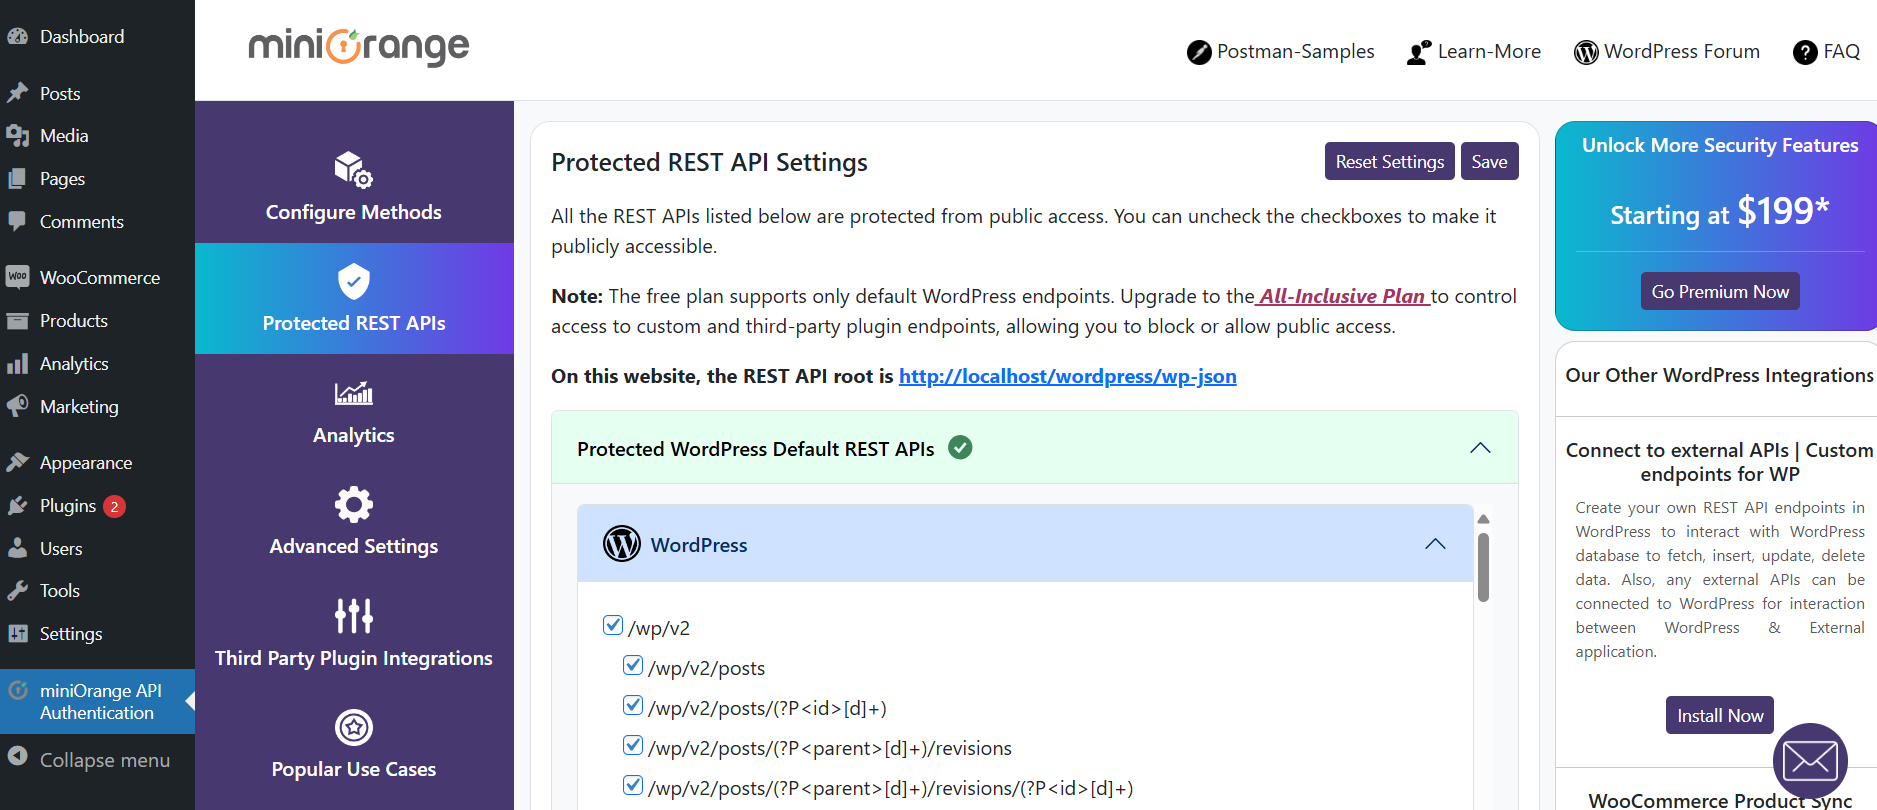 Dashboard
Posts
Media
Pages
Comments
Woo WooCommerce
Products
Analytics
Marketing
Appearance
Plugins 2
Users
Tools
Settings
miniOrange API
Authentication
Collapse menu
miniOrange
Postman-Samples
Learn-More
WordPress Forum
? FAQ
Configure Methods
Protected REST APIs
Analytics
Advanced Settings
Third Party Plugin Integrations
Popular Use Cases
Protected REST API Settings
Reset Settings
Save
All the REST APIs listed below are protected from public access. You can uncheck the checkboxes to make it
publicly accessible.
Note: The free plan supports only default WordPress endpoints. Upgrade to the All-Inclusive Plan to control
access to custom and third-party plugin endpoints, allowing you to block or allow public access.
On this website, the REST API root is http://localhost/wordpress/wp-json
Protected WordPress Default REST APIs
WordPress
/wp/v2
/wp/v2/posts
/wp/v2/posts/(?P<id>[d]+)
/wp/v2/posts/(?P<parent>[d]+)/revisions
/wp/v2/posts/(?P<parent>[d]+)/revisions/(?P<id>[d]+)
Unlock More Security Features
Starting at $199*
Go Premium Now
Our Other WordPress Integrations
Connect to external APIs | Custom
endpoints for WP
Create your own REST API endpoints in
WordPress to interact with WordPress
database to fetch, insert, update, delete
data. Also, any external APIs can be
connected to WordPress for interaction
between WordPress & External
application.
Install Now
WooCommerce Product Sync